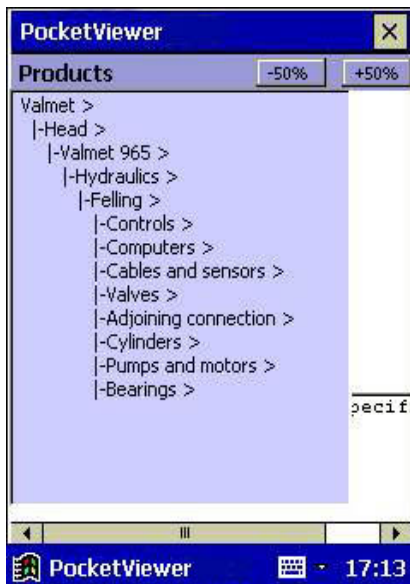 PocketViewer
Products -50% +50%
Valmet >
|-Head >
|-Valmet 965 >
|-Hydraulics >
|-Felling >
|-Controls >
|-Computers >
|-Cables and sensors >
|-Valves >
|-Adjoining connection >
|-Cylinders >
|-Pumps and motors >
|-Bearings >
pecif
PocketViewer 17:13